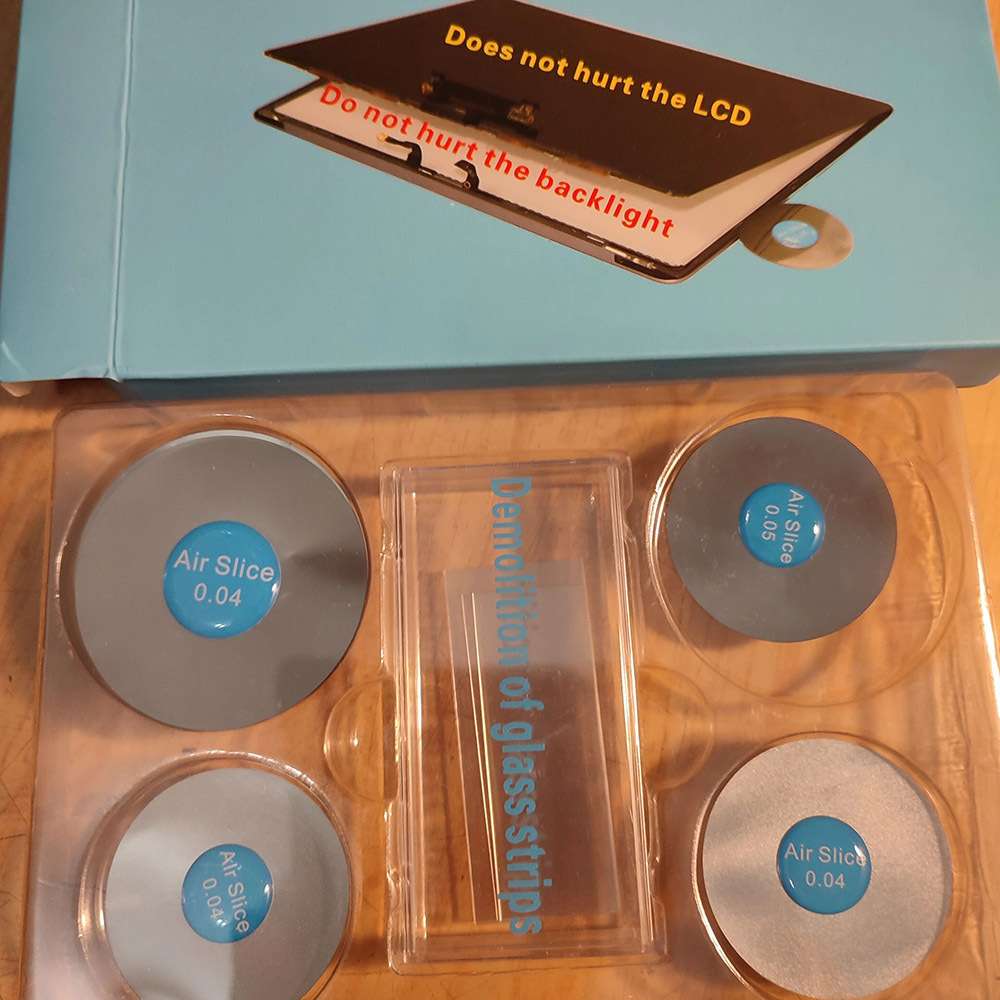 Does not hurt the LCD
Do not hurt the backlight
Air Slice
0.04
Demolition of glass strips
Air Slice
0.05
Air Slice
0.04
Air Slice
0.04